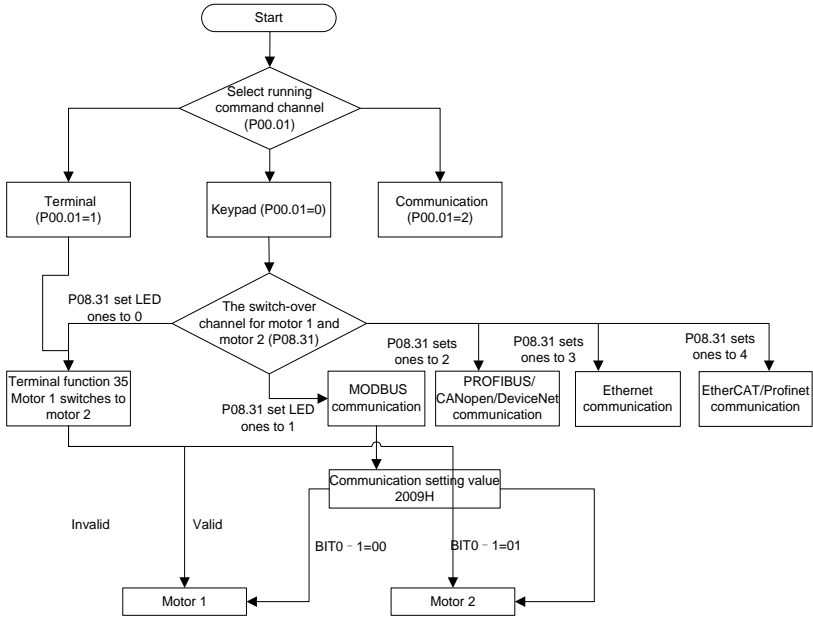 Start
Select running
command channel
(P00.01)
Terminal
(P00.01=1)
Keypad (P00.01=0)
Communication
(P00.01=2)
P08.31 set LED
ones to 0
The switch-over
channel for motor 1 and
motor 2 (P08.31)
P08.31 sets
ones to 2
P08.31 sets
ones to 3
P08.31 sets
ones to 4
Terminal function 35
Motor 1 switches to
motor 2
P08.31 set LED
ones to 1
MODBUS
communication
PROFIBUS/
CANopen/DeviceNet
communication
Ethernet
communication
EtherCAT/Profinet
communication
Communication setting value
2009H
Invalid
Valid
BIT0﹣1=00
BIT0﹣1=01
Motor 1
Motor 2